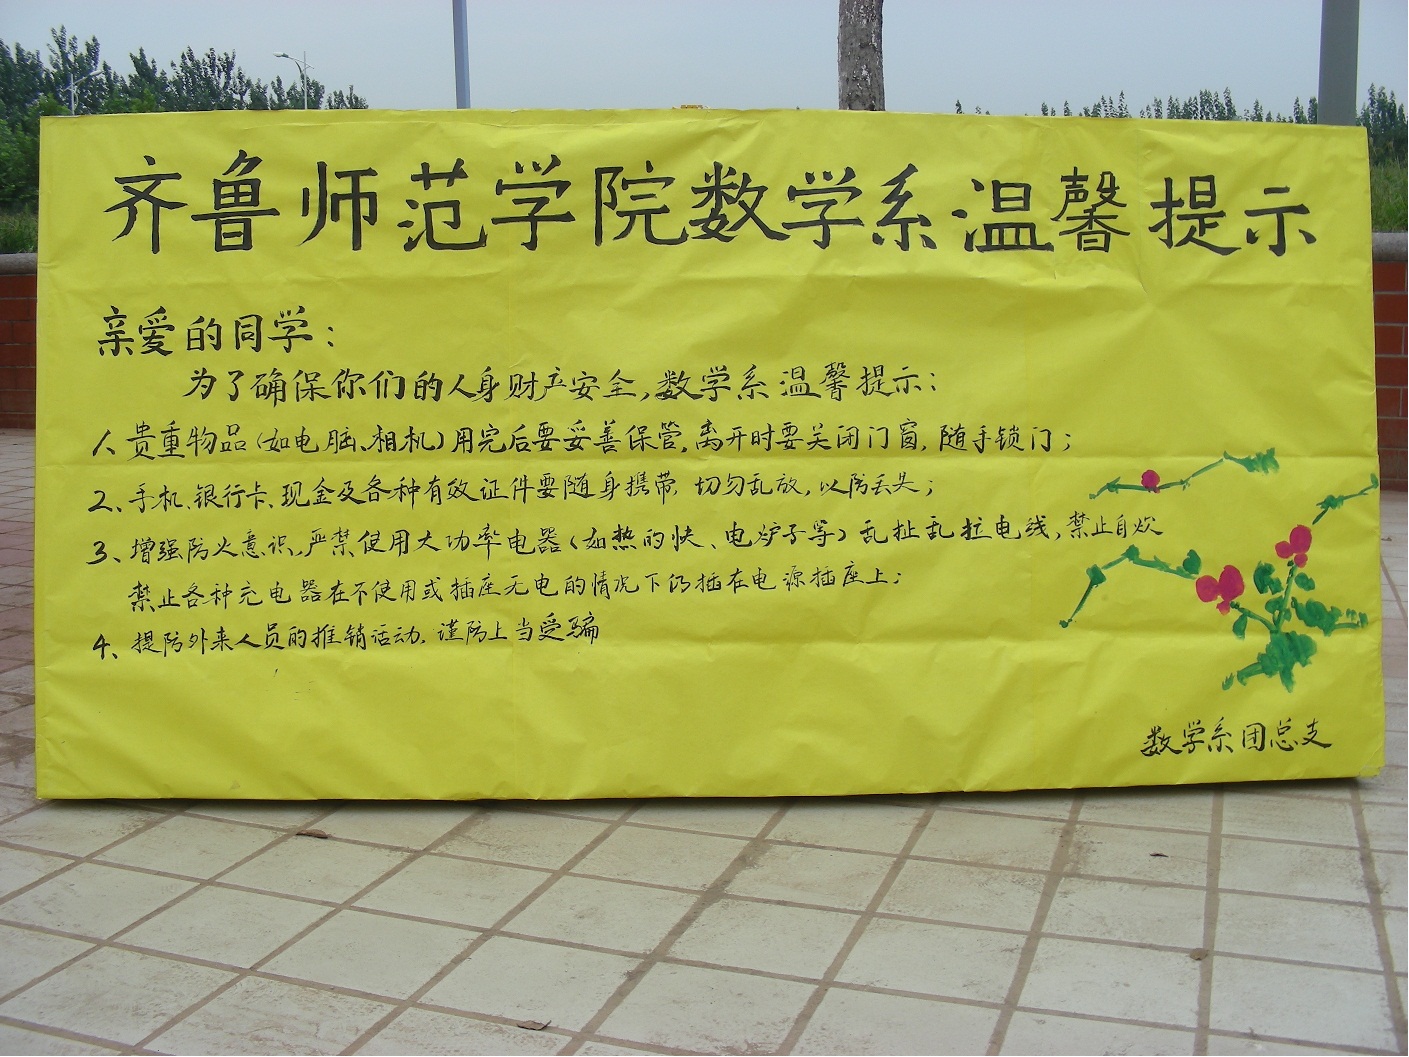 齐鲁师范学院数学系温馨提示
亲爱的同学：
为了确保你们的人身财产安全，数学系温馨提示：
1、贵重物品（如电脑、相机）用完后要妥善保管，离开时要关闭门窗，随手锁门；
2、手机、银行卡、现金及各种有效证件要随身携带，切勿乱放，以防丢失；
3、增强防火意识，严禁使用大功率电器（如热的快、电炉子等）乱扯乱拉电线，禁止自炊
禁止各种充电器在不使用或插座无电的情况下仍插在电源插座上；
4、提防外来人员的推销活动，谨防上当受骗
数学系团总支